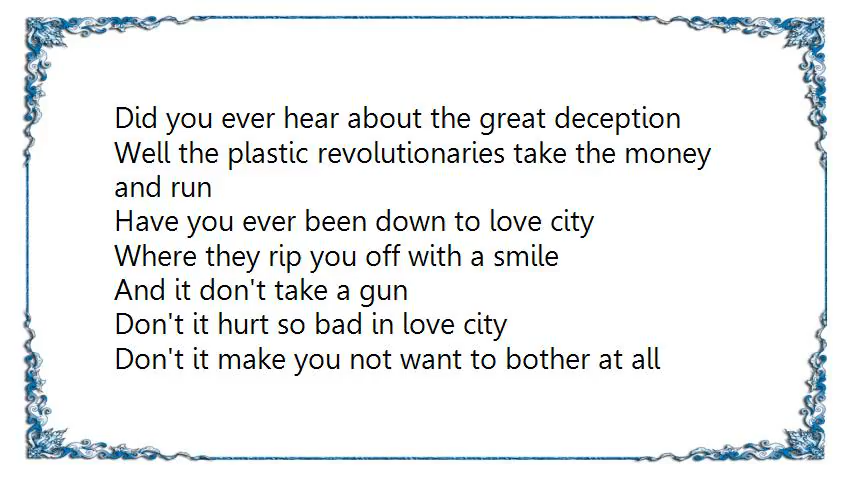 Did you ever hear about the great deception
Well the plastic revolutionaries take the money
and run
Have you ever been down to love city
Where they rip you off with a smile
And it don't take a gun
Don't it hurt so bad in love city
Don't it make you not want to bother at all